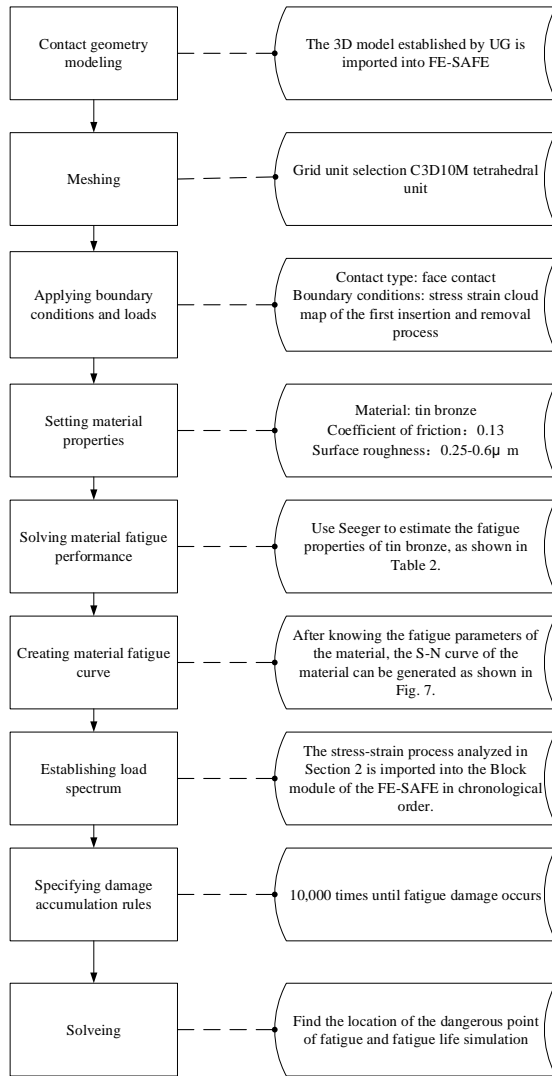 Contact geometry
modeling
The 3D model established by UG is
imported into FE-SAFE
Meshing
Grid unit selection C3D10M tetrahedral
unit
Applying boundary
conditions and loads
Contact type: face contact
Boundary conditions: stress strain cloud
map of the first insertion and removal
process
Setting material
properties
Material: tin bronze
Coefficient of friction：0.13
Surface roughness：0.25-0.6μ m
Solving material fatigue
performance
Use Seeger to estimate the fatigue
properties of tin bronze, as shown in
Table 2.
Creating material fatigue
curve
After knowing the fatigue parameters of
the material, the S-N curve of the
material can be generated as shown in
Fig. 7.
Establishing load
spectrum
The stress-strain process analyzed in
Section 2 is imported into the Block
module of the FE-SAFE in chronological
order.
Specifying damage
accumulation rules
10,000 times until fatigue damage occurs
Solveing
Find the location of the dangerous point
of fatigue and fatigue life simulation